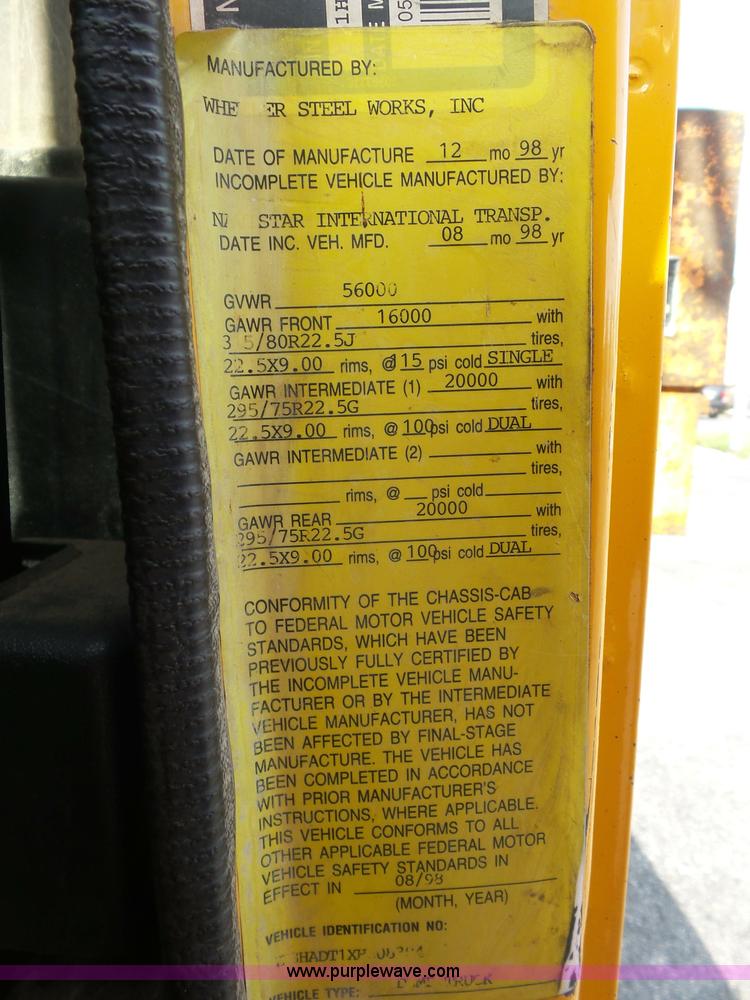 MANUFACTURED BY:
STEEL WORKS, INC
DATE OF MANUFACTURE 12 mo 98 yr
INCOMPLETE VEHICLE MANUFACTURED BY:
STAR INTERNATIONAL TRANSP.
DATE INC. VEH. MFD. 08 mo 98 yr
GVWR 56000
GAWR FRONT 16000 with
5/80R22.5J tires,
22.5X9.00 rims, @ 115 psi cold SINGLE
GAWR INTERMEDIATE (1) 20000 with
295/75R22.5G tires,
22.5X9.00 rims, @ 100 psi cold DUAL
GAWR INTERMEDIATE (2) with
tires,
rims, @ psi cold
GAWR REAR 20000 with
295/75R22.5G tires,
22.5X9.00 rims, @ 100 psi cold DUAL
CONFORMITY OF THE CHASSIS-CAB
TO FEDERAL MOTOR VEHICLE SAFETY
STANDARDS, WHICH HAVE BEEN
PREVIOUSLY FULLY CERTIFIED BY
THE INCOMPLETE VEHICLE MANU-
FACTURER OR BY THE INTERMEDIATE
VEHICLE MANUFACTURER, HAS NOT
BEEN AFFECTED BY FINAL-STAGE
MANUFACTURE. THE VEHICLE HAS
BEEN COMPLETED IN ACCORDANCE
WITH PRIOR MANUFACTURER'S
INSTRUCTIONS, WHERE APPLICABLE.
THIS VEHICLE CONFORMS TO ALL
OTHER APPLICABLE FEDERAL MOTOR
VEHICLE SAFETY STANDARDS IN
EFFECT IN 08/98
(MONTH, YEAR)
VEHICLE IDENTIFICATION NO:
www.purplewave.com
VEHICLE TYPE: TRUCK